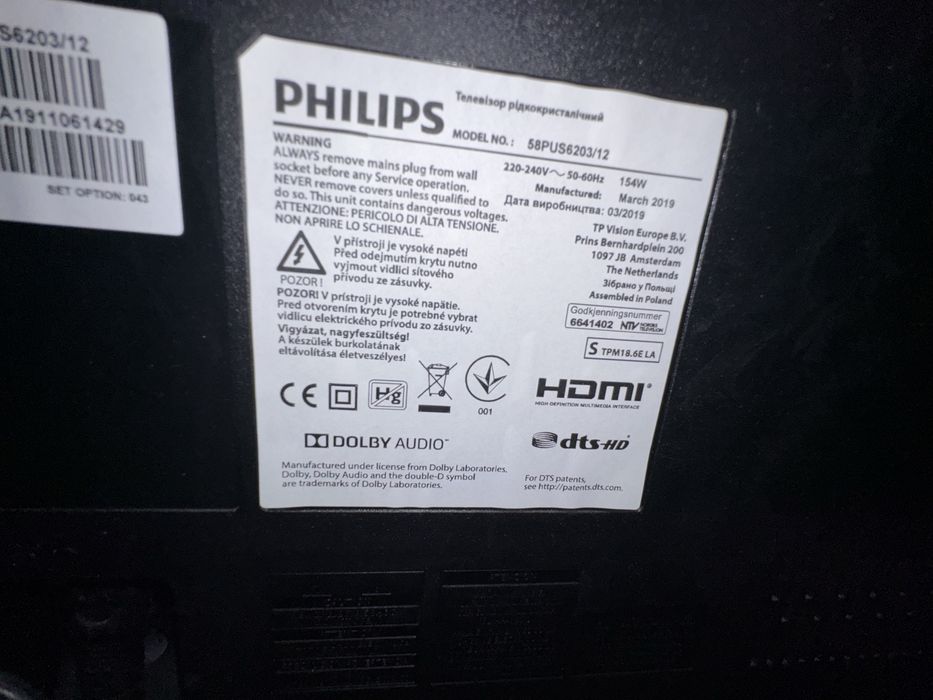 S6203/12
A1911061429
SET OPTION: 043
PHILIPS
Телевізор рідкокристалічний
MODEL NO.: 58PUS6203/12
WARNING
ALWAYS remove mains plug from wall
socket before any Service operation.
NEVER remove covers unless qualified to
do so. This unit contains dangerous voltages.
ATTENZIONE: PERICOLO DI ALTA TENSIONE.
NON APRIRE LO SCHIENALE.
V přístroji je vysoké napětí
Před odejmutím krytu nutno
vyjmout vidlici síťového
přívodu ze zásuvky.
POZOR !
POZOR! V prístroji je vysoké napätie.
Pred otvorením krytu je potrebné vybrat
vidlicu elektrického prívodu zo zásuvky.
Vigyázat, nagyfeszültség!
A készülek burkolatának
eltávolítása életveszélyes!
220-240V~ 50-60Hz 154W
Manufactured: March 2019
Дата виробництва: 03/2019
TP Vision Europe B.V.
Prins Bernhardplein 200
1097 JB Amsterdam
The Netherlands
Зібрано у Польщі
Assembled in Poland
Godkjenningsnummer
6641402 NTV NORSKE TELEVISJON
S TPM18.6E LA
CE
Hg
001
HDMI®
HIGH-DEFINITION MULTIMEDIA INTERFACE
DOLBY AUDIO™
dts-HD
Manufactured under license from Dolby Laboratories.
Dolby, Dolby Audio and the double-D symbol
are trademarks of Dolby Laboratories.
For DTS patents,
see http://patents.dts.com.